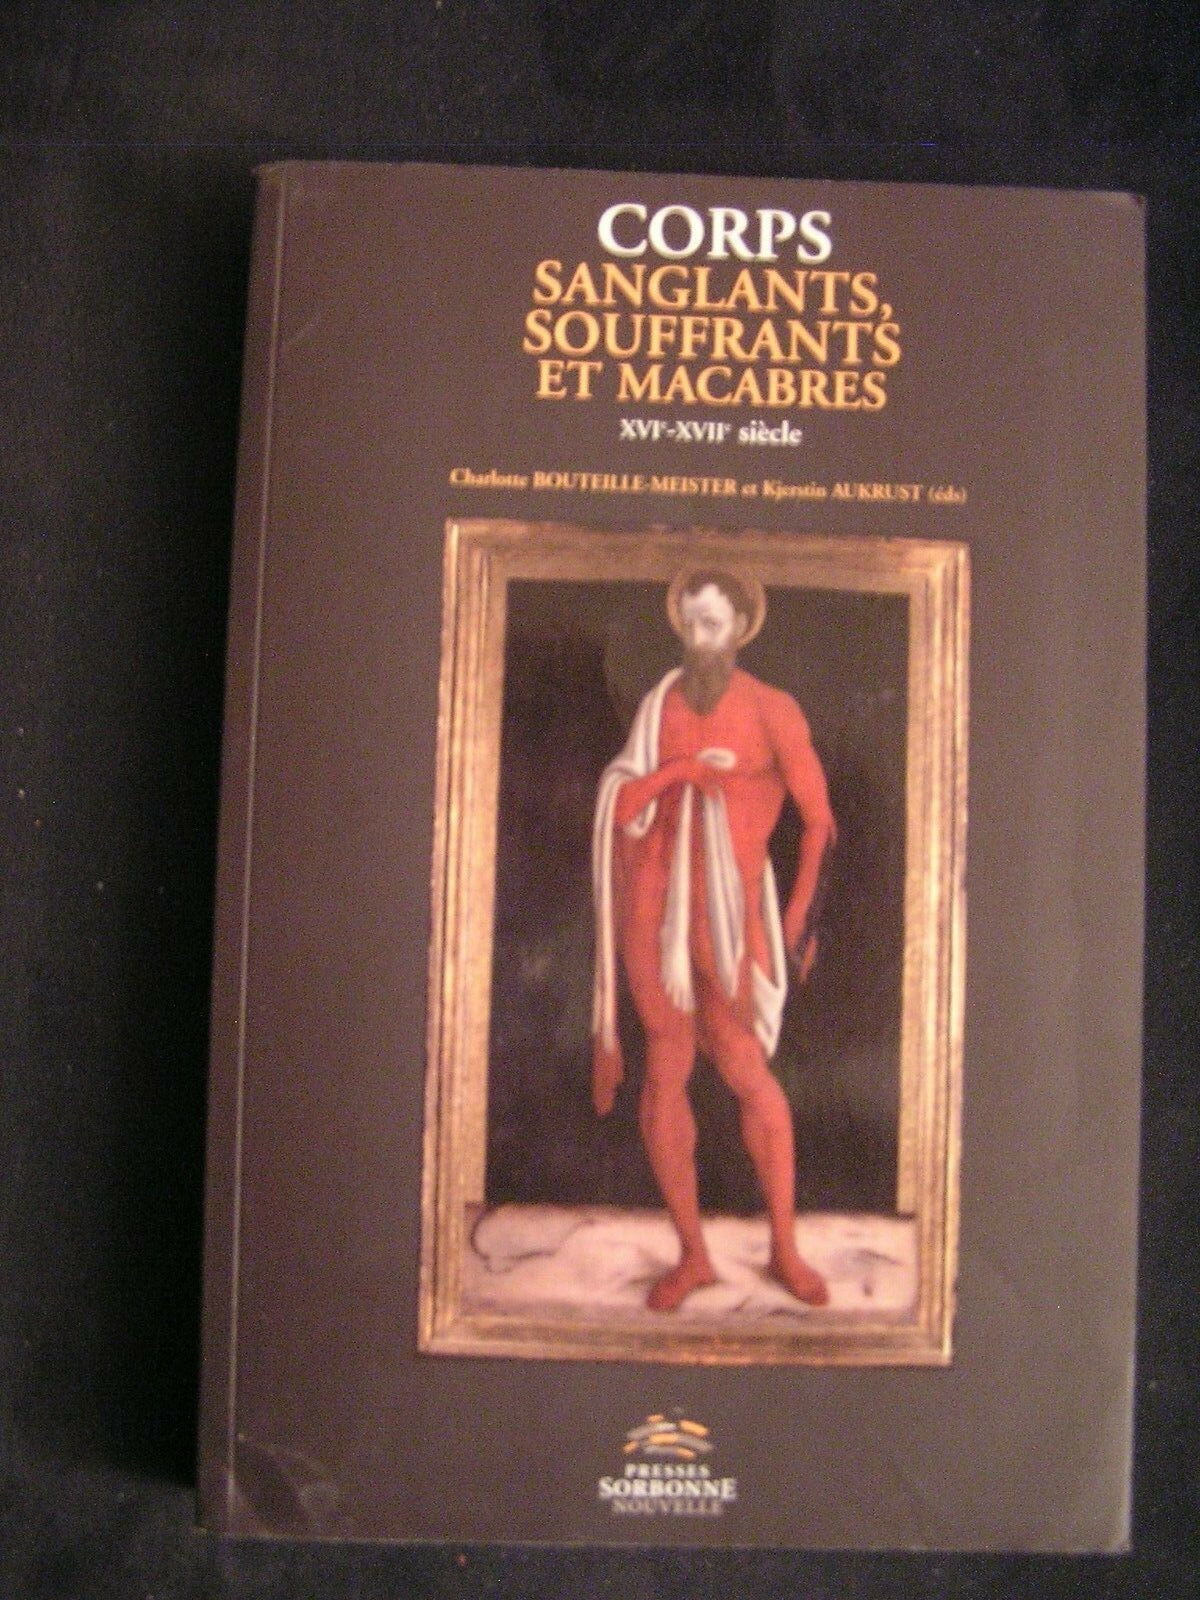 CORPS
SANGLANTS,
SOUFFRANTS
ET MACABRES
XVIᵉ-XVIIᵉ siècle
Charlotte BOUTEILLE-MEISTER et Kjerstin AUKRUST (éds)
PRESSES
SORBONNE
NOUVELLE